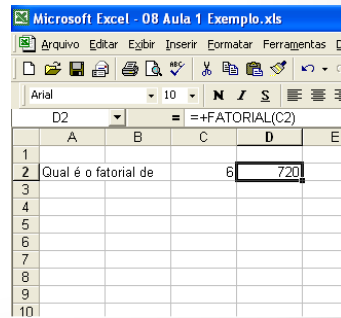 Microsoft Excel - 08 Aula 1 Exemplo.xls
Arquivo Editar Exibir Inserir Formatar Ferramentas
Arial 10 N I S
D2 = =+FATORIAL(C2)
A B C D E
1
2 Qual é o fatorial de 6 720
3
4
5
6
7
8
9
10